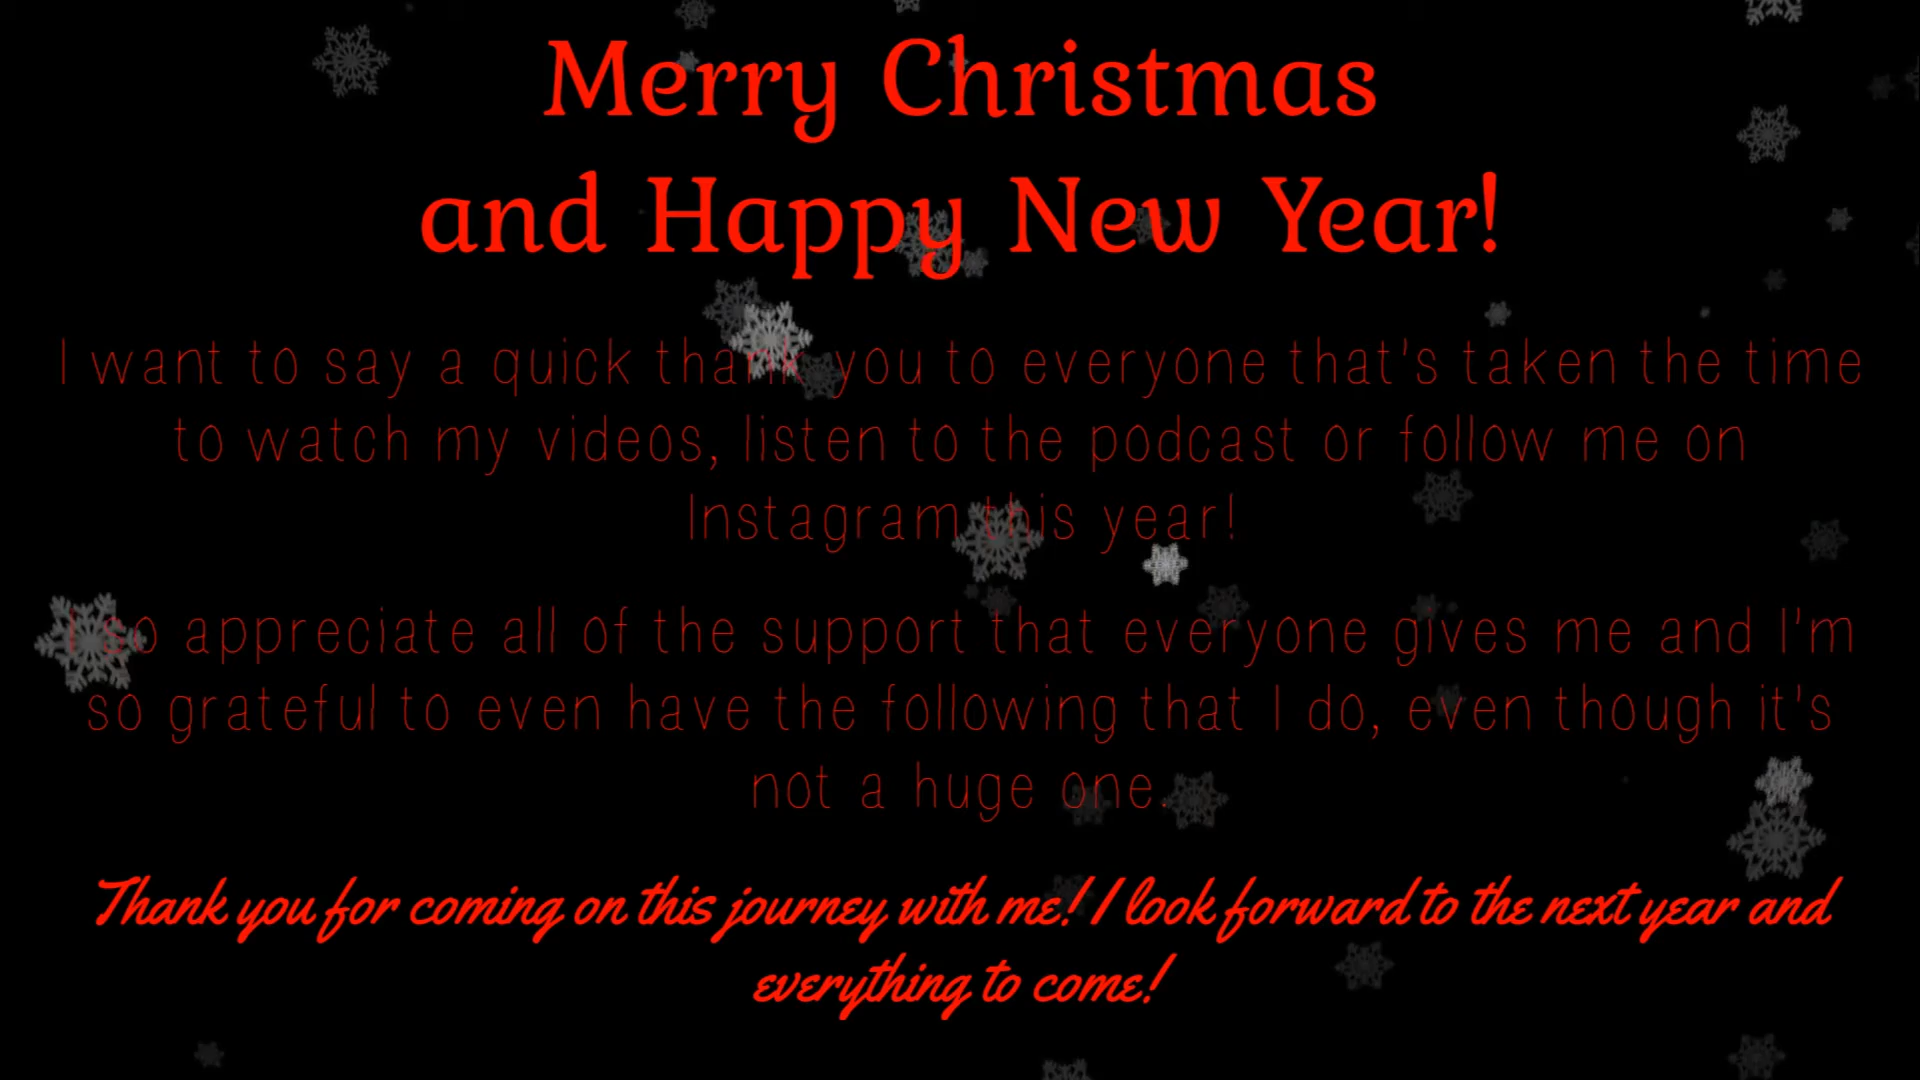 Merry Christmas
and Happy New Year!
I want to say a quick thank you to everyone that's taken the time
to watch my videos, listen to the podcast or follow me on
Instagram this year!
I so appreciate all of the support that everyone gives me and I'm
so grateful to even have the following that I do, even though it's
not a huge one.
Thank you for coming on this journey with me! I look forward to the next year and
everything to come!